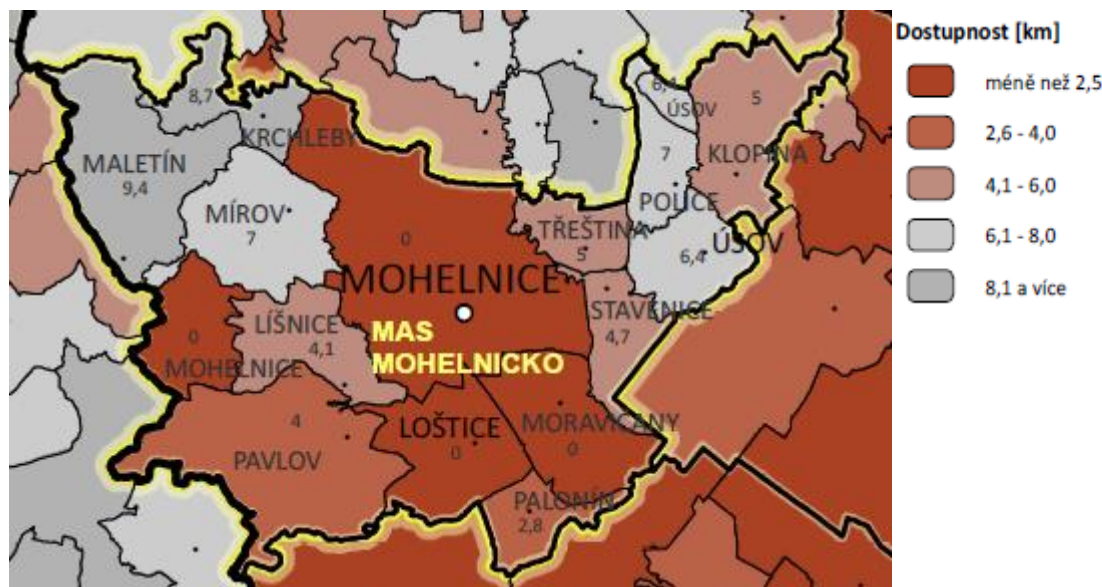 Dostupnost [km]
méně než 2,5
2,6 - 4,0
4,1 - 6,0
6,1 - 8,0
8,1 a více
8,7
KRCHLEBY
MALETÍN
9,4
MÍROV
7
0
MOHELNICE
MAS
MOHELNICKO
6,4
ÚSOV
5
KLOPINA
7
POLICE
TŘEŠTINA
5
ÚSOV
6,4
STAVENICE
4,7
LÍŠNICE
4,1
0
MOHELNICE
4
PAVLOV
LOŠTICE
0
MORAVIČANY
0
PALONÍN
2,8